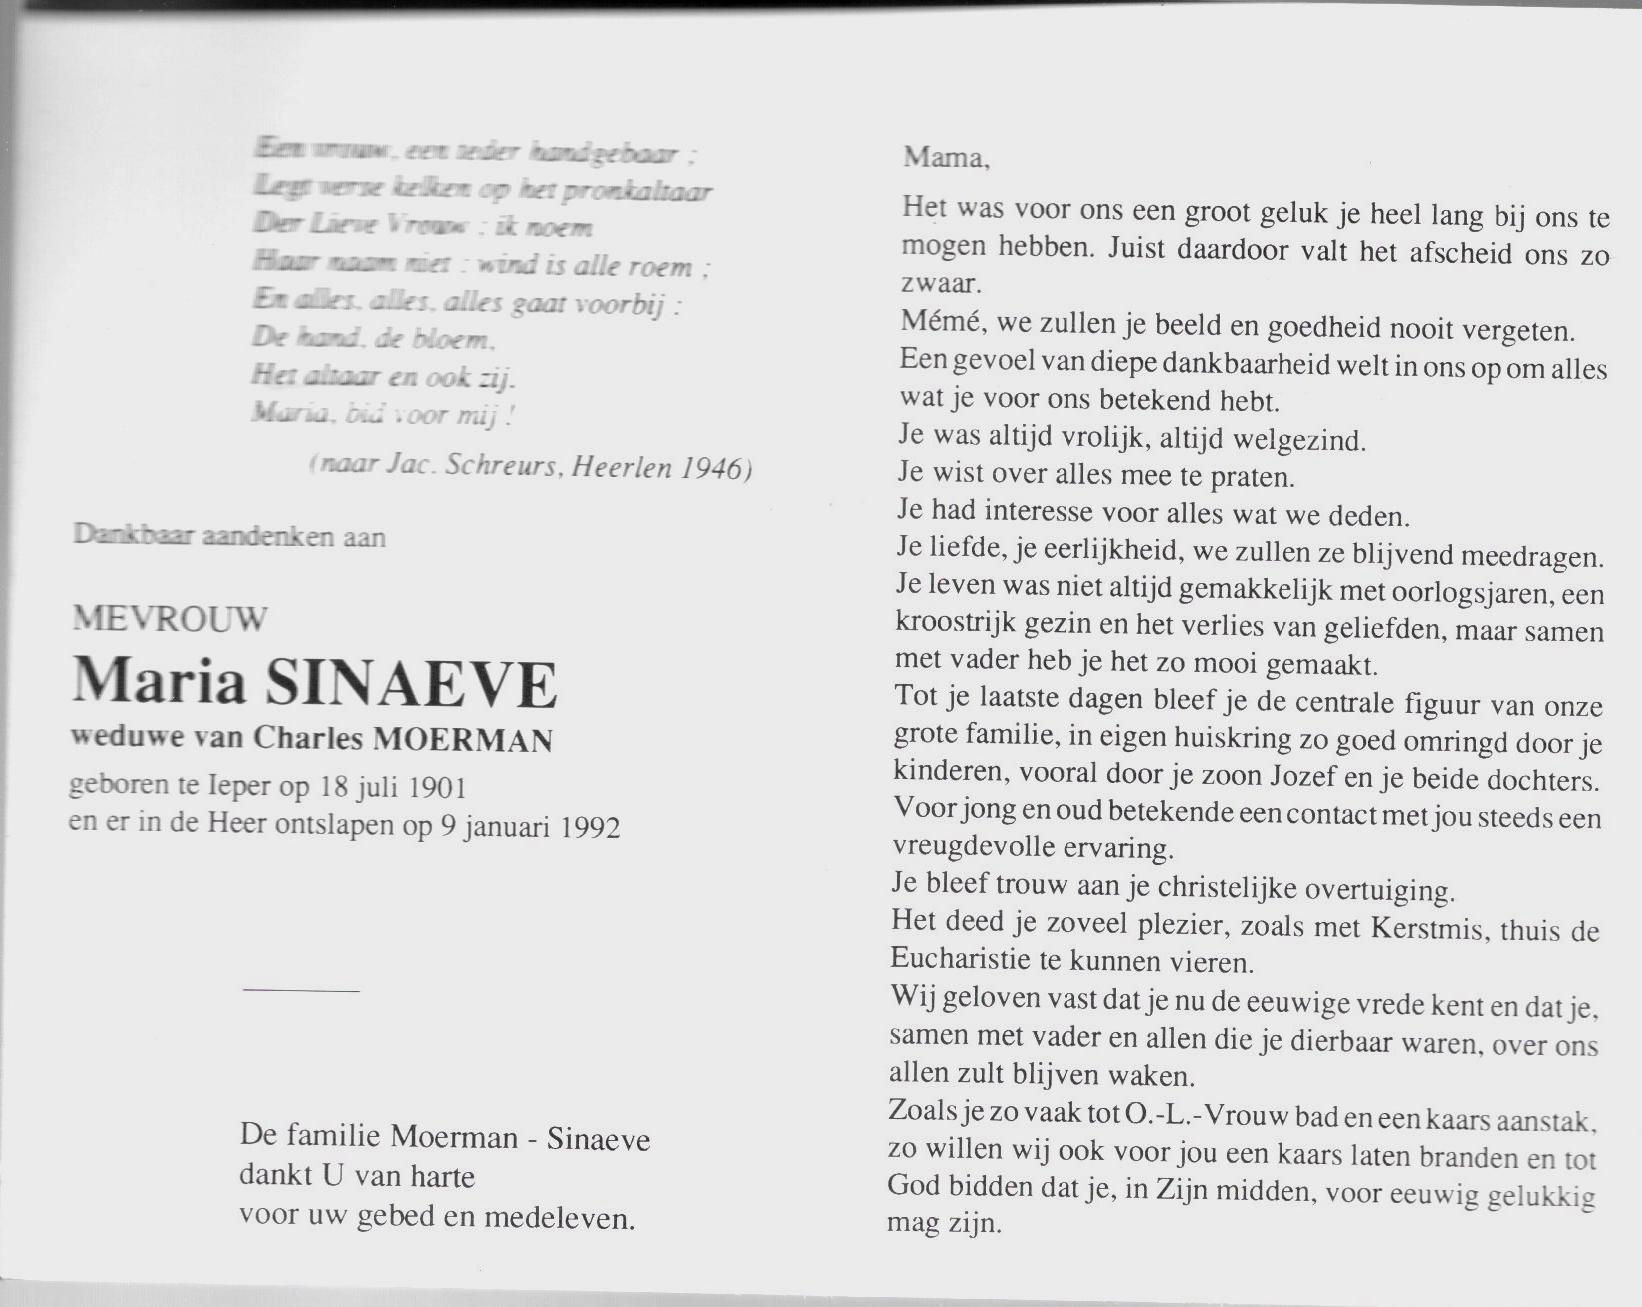 Een vrouw, een teder handgebaar ;
Legt verse kelken op het pronkaltaar
Der Lieve Vrouw : ik noem
Haar naam niet : wind is alle roem ;
En alles, alles, alles gaat voorbij :
De hand, de bloem,
Het altaar en ook zij.
Maria, bid voor mij !
(naar Jac. Schreurs, Heerlen 1946)
Dankbaar aandenken aan
MEVROUW
Maria SINAEVE
weduwe van Charles MOERMAN
geboren te Ieper op 18 juli 1901
en er in de Heer ontslapen op 9 januari 1992
De familie Moerman - Sinaeve
dankt U van harte
voor uw gebed en medeleven.
Mama,
Het was voor ons een groot geluk je heel lang bij ons te
mogen hebben. Juist daardoor valt het afscheid ons zo
zwaar.
Mémé, we zullen je beeld en goedheid nooit vergeten.
Een gevoel van diepe dankbaarheid welt in ons op om alles
wat je voor ons betekend hebt.
Je was altijd vrolijk, altijd welgezind.
Je wist over alles mee te praten.
Je had interesse voor alles wat we deden.
Je liefde, je eerlijkheid, we zullen ze blijvend meedragen.
Je leven was niet altijd gemakkelijk met oorlogsjaren, een
kroostrijk gezin en het verlies van geliefden, maar samen
met vader heb je het zo mooi gemaakt.
Tot je laatste dagen bleef je de centrale figuur van onze
grote familie, in eigen huiskring zo goed omringd door je
kinderen, vooral door je zoon Jozef en je beide dochters.
Voor jong en oud betekende een contact met jou steeds een
vreugdevolle ervaring.
Je bleef trouw aan je christelijke overtuiging.
Het deed je zoveel plezier, zoals met Kerstmis, thuis de
Eucharistie te kunnen vieren.
Wij geloven vast dat je nu de eeuwige vrede kent en dat je,
samen met vader en allen die je dierbaar waren, over ons
allen zult blijven waken.
Zoals je zo vaak tot O.-L.-Vrouw bad en een kaars aanstak,
zo willen wij ook voor jou een kaars laten branden en tot
God bidden dat je, in Zijn midden, voor eeuwig gelukkig
mag zijn.